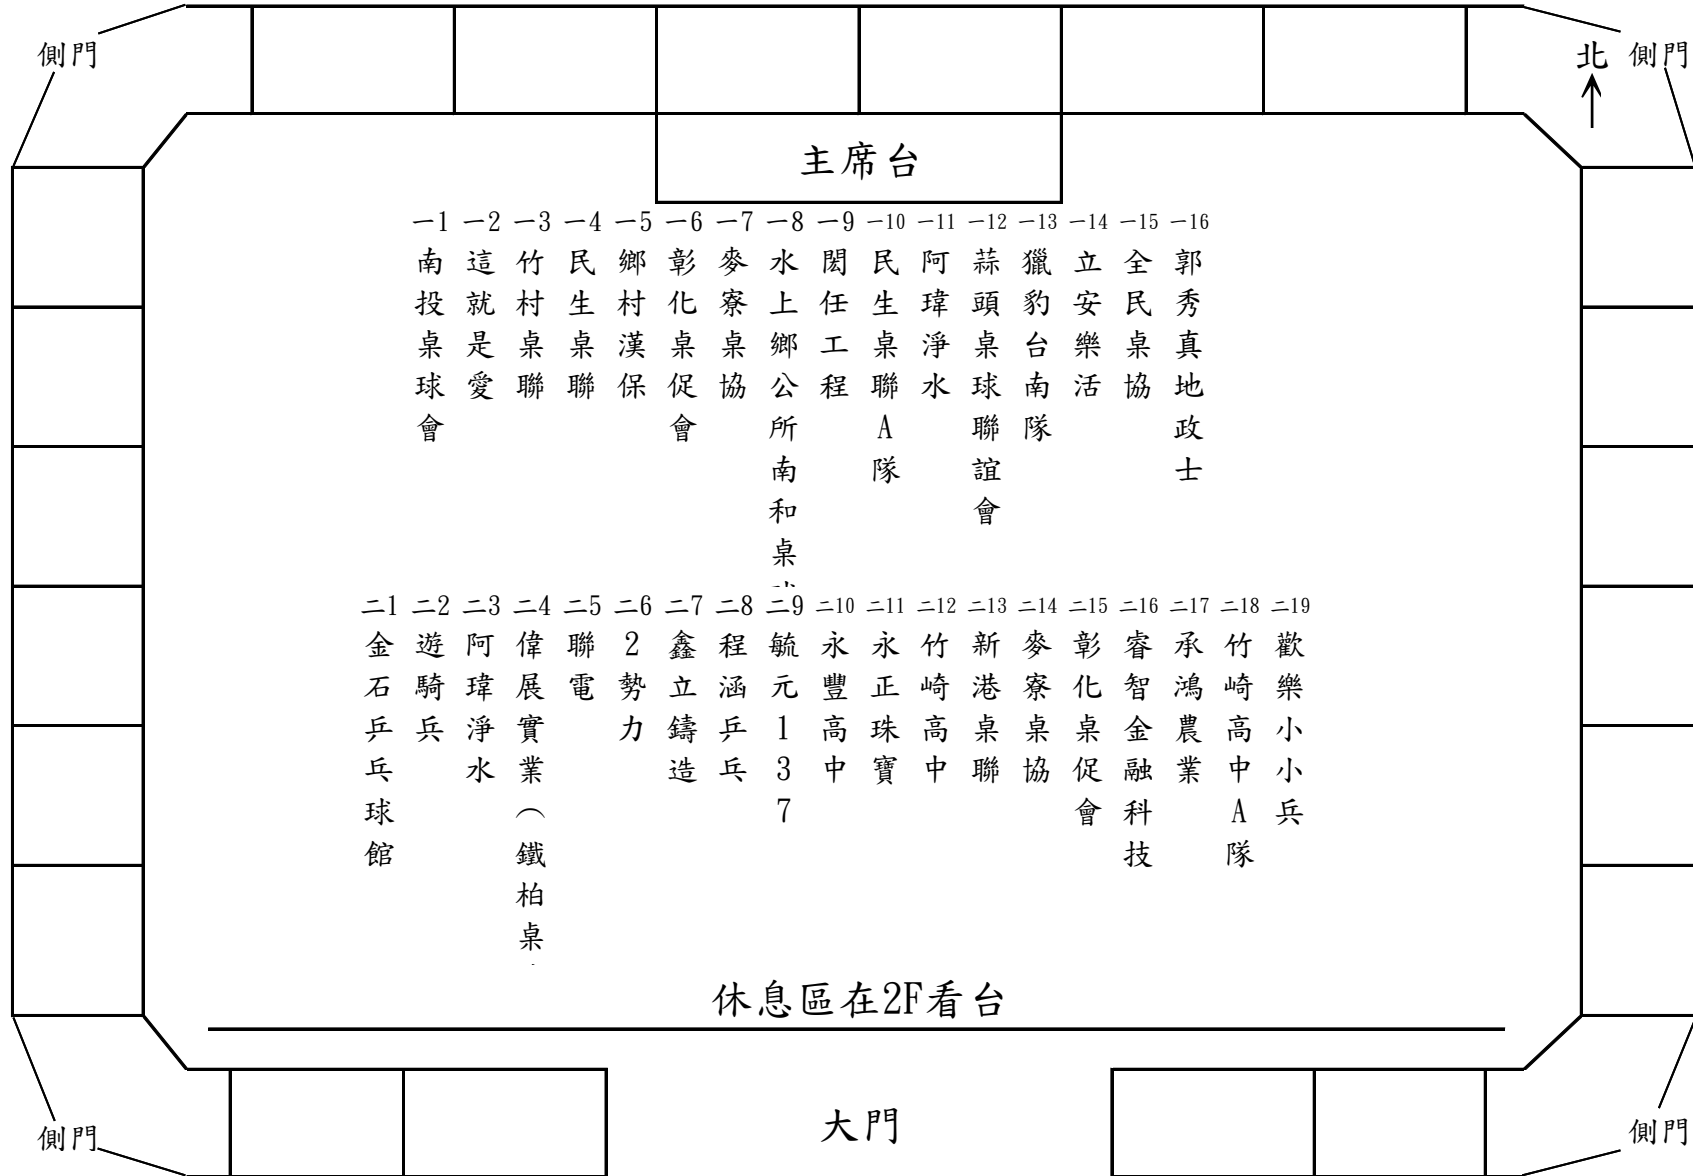 側門
北
側門
主席台
一1 南投桌球會
一2 這就是愛
一3 竹村桌聯
一4 民生桌聯
一5 鄉村漢保
一6 彰化桌促會
一7 麥寮桌協
一8 水上鄉公所南和桌
一9 閎任工程
一10 民生桌聯A隊
一11 阿瑋淨水
一12 蒜頭桌球聯誼會
一13 獵豹台南隊
一14 立安樂活
一15 全民桌協
一16 郭秀真地政士
二1 金石乒乓球館
二2 遊騎兵
二3 阿瑋淨水
二4 偉展實業（鐵柏桌
二5 聯電
二6 2勢力
二7 鑫立鑄造
二8 程涵乒乓
二9 毓元137
二10 永豐高中
二11 永正珠寶
二12 竹崎高中
二13 新港桌聯
二14 麥寮桌協
二15 彰化桌促會
二16 睿智金融科技
二17 承鴻農業
二18 竹崎高中A隊
二19 歡樂小小兵
休息區在2F看台
側門
大門
側門